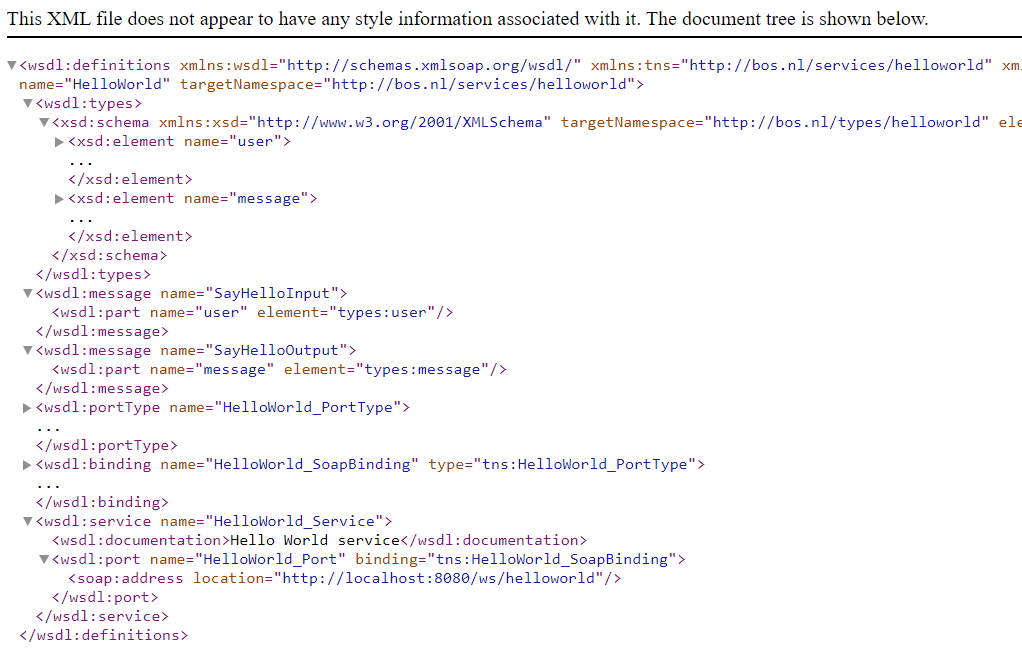 This XML file does not appear to have any style information associated with it. The document tree is shown below.
▼<wsdl:definitions xmlns:wsdl="http://schemas.xmlsoap.org/wsdl/" xmlns:tns="http://bos.nl/services/helloworld"
name="HelloWorld" targetNamespace="http://bos.nl/services/helloworld">
▼<wsdl:types>
▼<xsd:schema xmlns:xsd="http://www.w3.org/2001/XMLSchema" targetNamespace="http://bos.nl/types/helloworld"
▶<xsd:element name="user">
...
</xsd:element>
▶<xsd:element name="message">
...
</xsd:element>
</xsd:schema>
</wsdl:types>
▼<wsdl:message name="SayHelloInput">
<wsdl:part name="user" element="types:user"/>
</wsdl:message>
▼<wsdl:message name="SayHelloOutput">
<wsdl:part name="message" element="types:message"/>
</wsdl:message>
▶<wsdl:portType name="HelloWorld_PortType">
...
</wsdl:portType>
▶<wsdl:binding name="HelloWorld_SoapBinding" type="tns:HelloWorld_PortType">
...
</wsdl:binding>
▼<wsdl:service name="HelloWorld_Service">
<wsdl:documentation>Hello World service</wsdl:documentation>
▼<wsdl:port name="HelloWorld_Port" binding="tns:HelloWorld_SoapBinding">
<soap:address location="http://localhost:8080/ws/helloworld"/>
</wsdl:port>
</wsdl:service>
</wsdl:definitions>